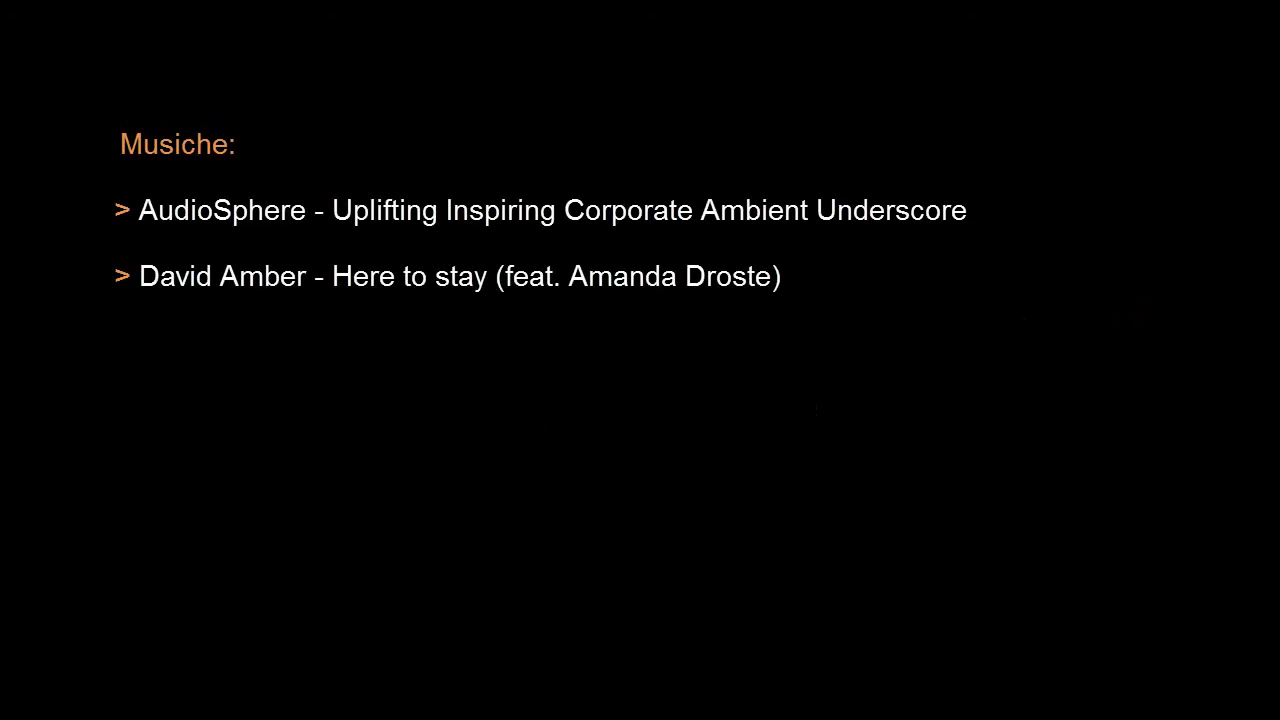 Musiche:
> AudioSphere - Uplifting Inspiring Corporate Ambient Underscore
> David Amber - Here to stay (feat. Amanda Droste)